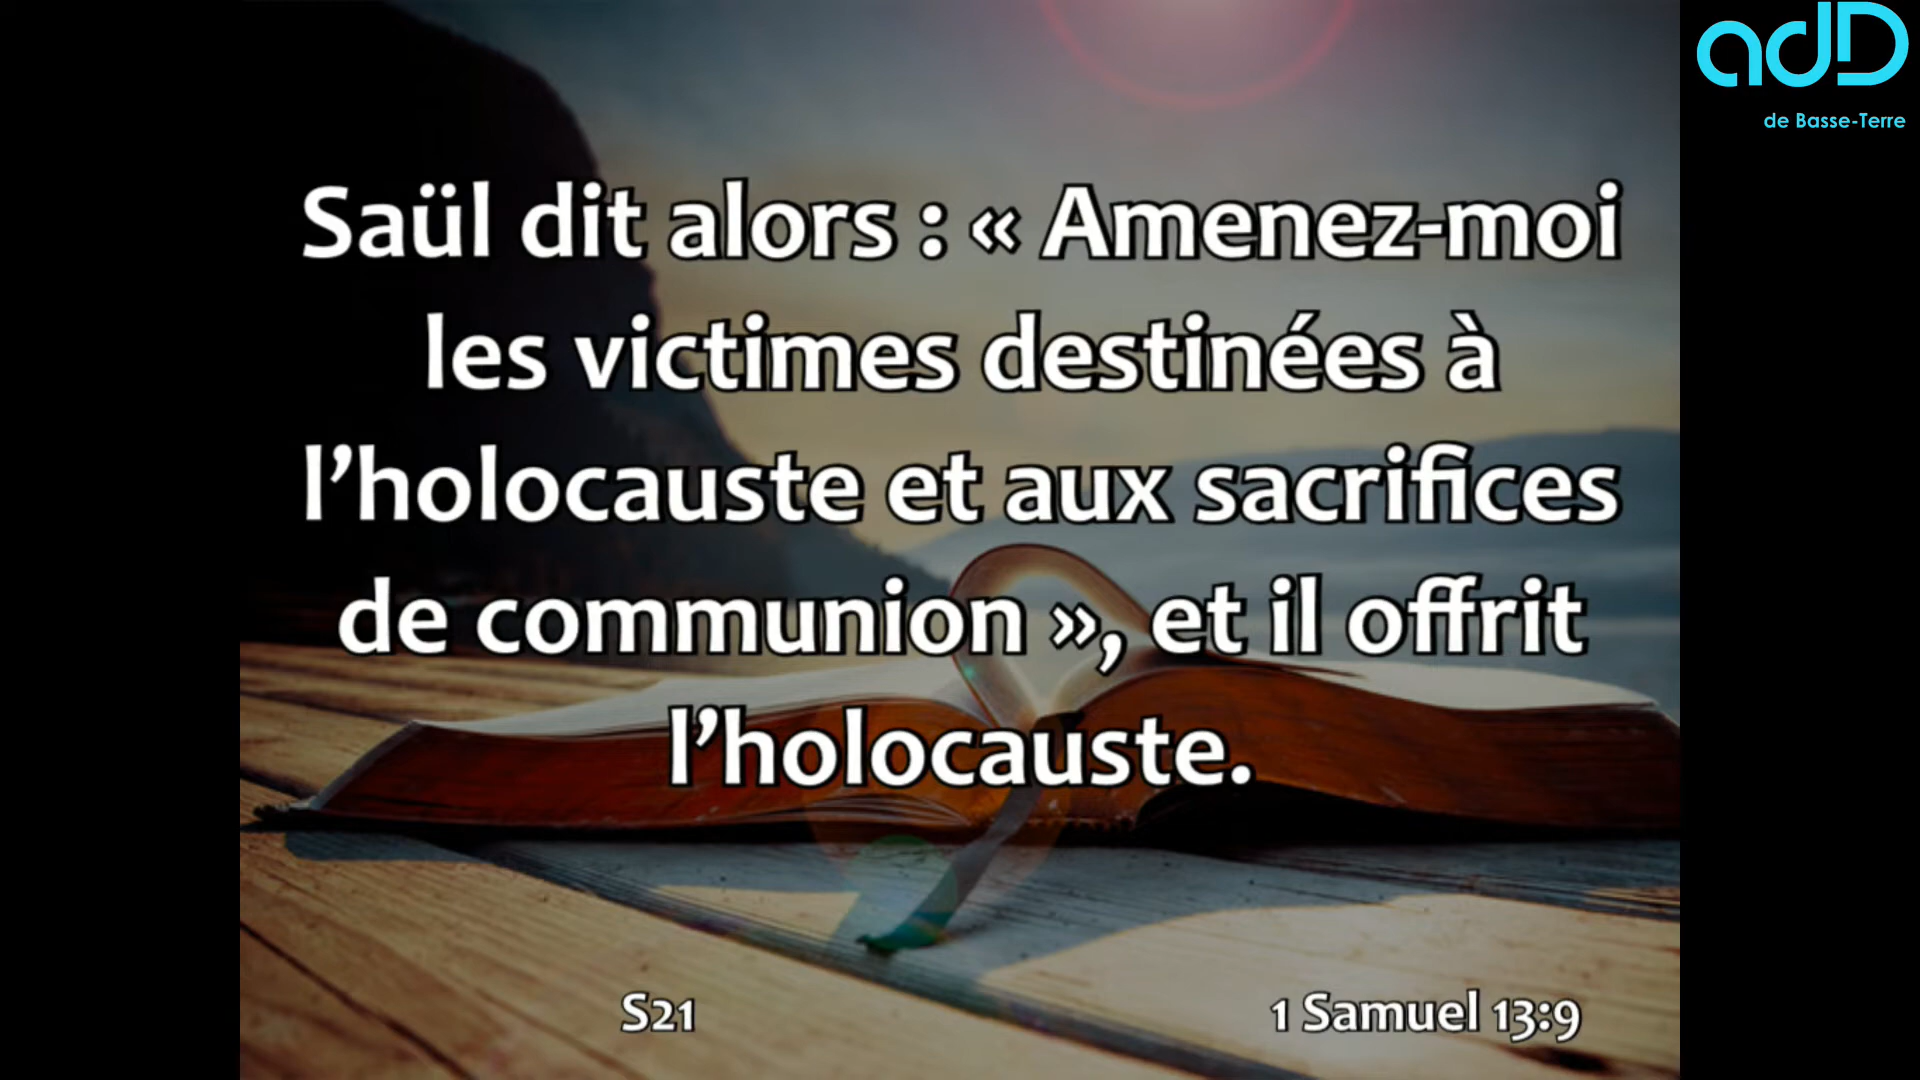 adD
de Basse-Terre
Saül dit alors : « Amenez-moi
les victimes destinées à
l’holocauste et aux sacrifices
de communion », et il offrit
l’holocauste.
S21
1 Samuel 13:9